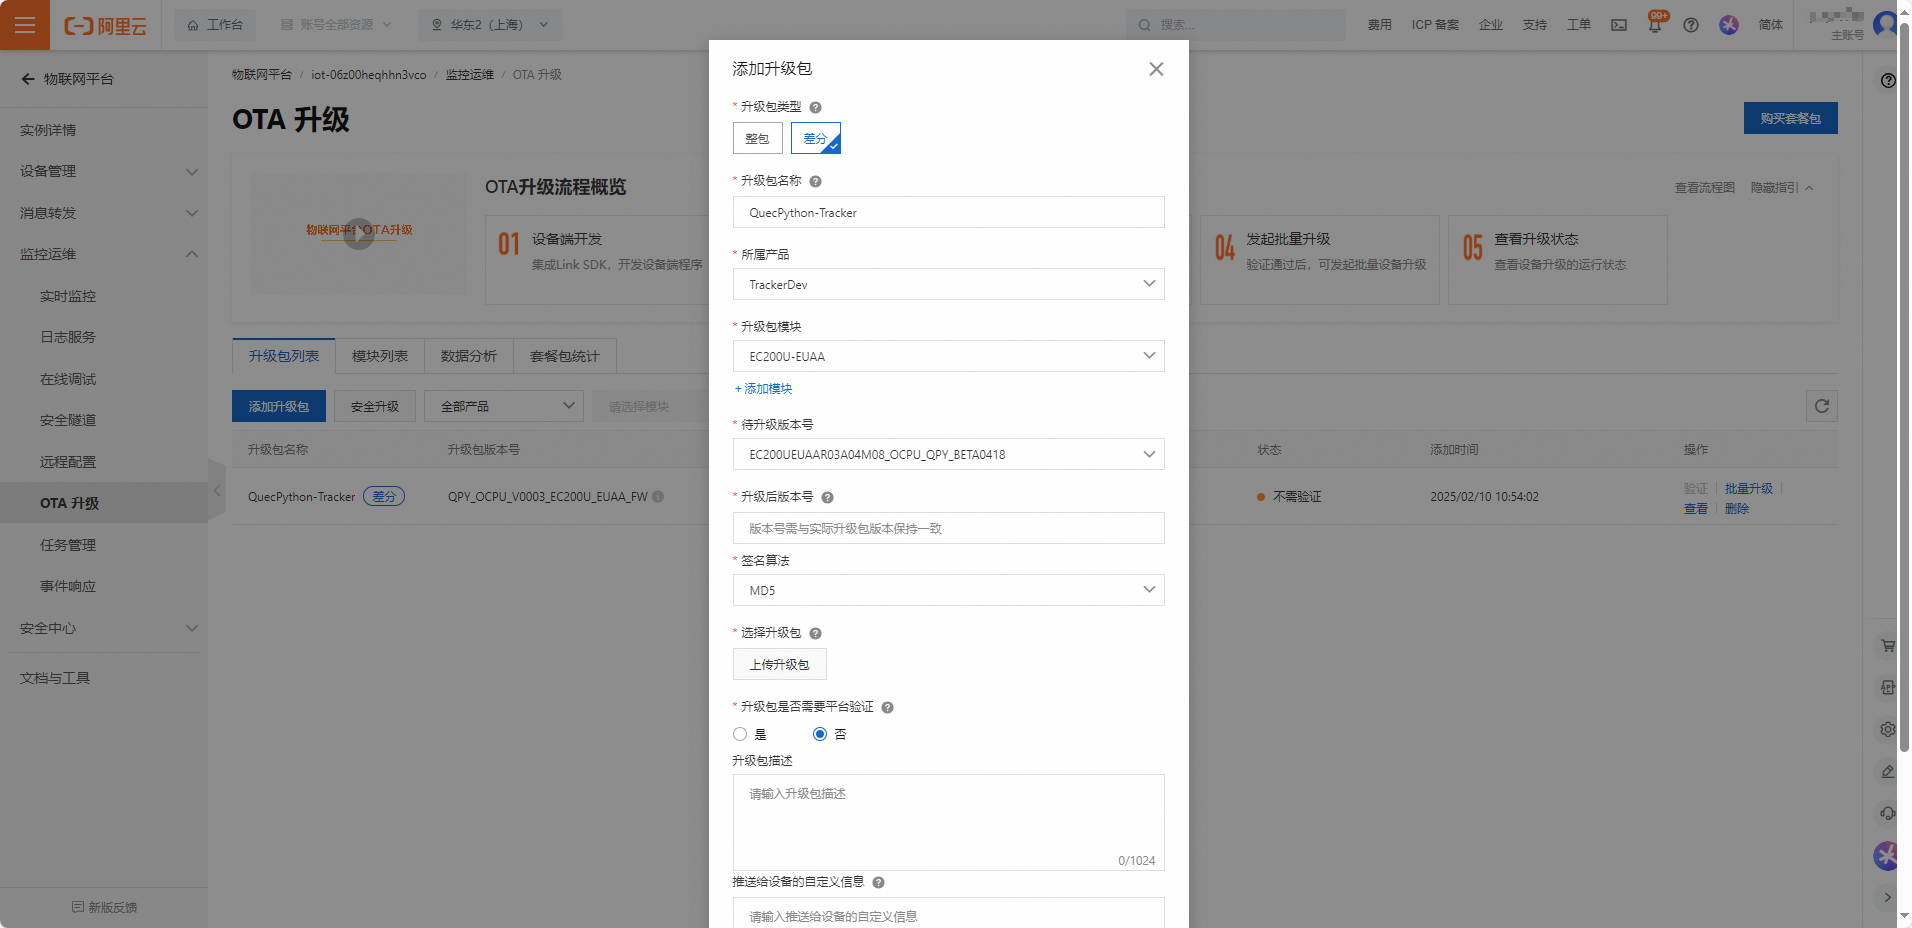 阿里云
工作台
账号全部资源
华东2（上海）
搜索...
费用
ICP 备案
企业
支持
工单
99+
简体
主账号
物联网平台
实例详情
设备管理
消息转发
监控运维
实时监控
日志服务
在线调试
安全隧道
远程配置
OTA 升级
任务管理
事件响应
安全中心
文档与工具
新版反馈
物联网平台 / iot-06z00heqhhn3vco / 监控运维 / OTA 升级
OTA 升级
购买套餐包
物联网平台OTA升级
OTA升级流程概览
查看流程图
隐藏指引
01
设备端开发
集成Link SDK，开发设备端程序
04
发起批量升级
验证通过后，可发起批量设备升级
05
查看升级状态
查看设备升级的运行状态
升级包列表
模块列表
数据分析
套餐包统计
添加升级包
安全升级
全部产品
请选择模块
升级包名称
升级包版本号
状态
添加时间
操作
QuecPython-Tracker
差分
QPY_OCPU_V0003_EC200U_EUAA_FW
不需验证
2025/02/10 10:54:02
验证
批量升级
查看
删除
添加升级包
* 升级包类型
整包
差分
* 升级包名称
QuecPython-Tracker
* 所属产品
TrackerDev
* 升级包模块
EC200U-EUAA
+ 添加模块
* 待升级版本号
EC200UEUAAR03A04M08_OCPU_QPY_BETA0418
* 升级后版本号
版本号需与实际升级包版本保持一致
* 签名算法
MD5
* 选择升级包
上传升级包
* 升级包是否需要平台验证
是
否
升级包描述
请输入升级包描述
0/1024
推送给设备的自定义信息
请输入推送给设备的自定义信息